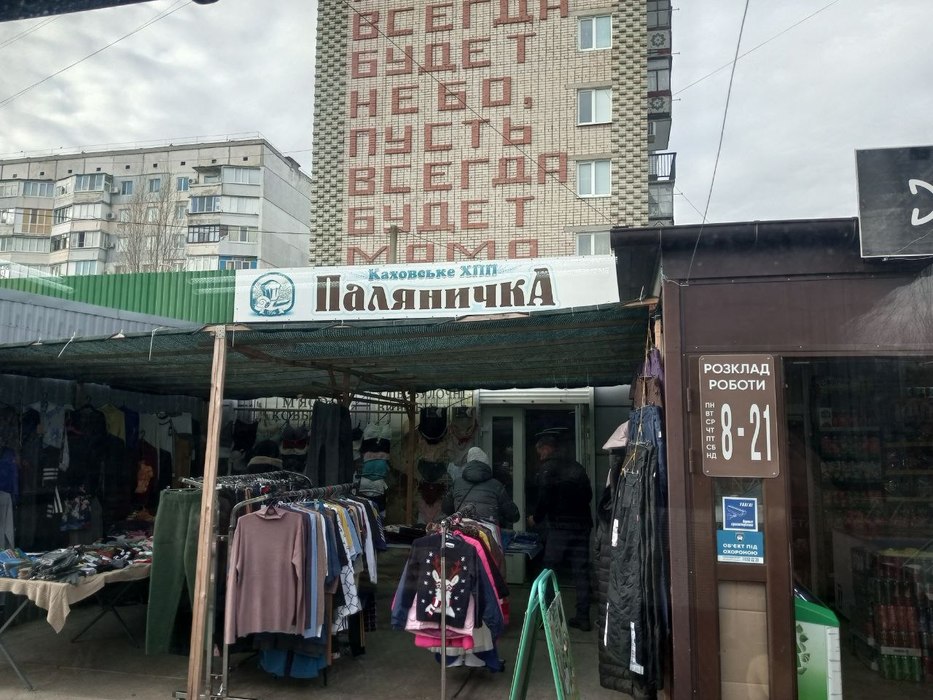 ВСЕГДА
БУДЕТ
НЕБО,
ПУСТЬ
ВСЕГДА
БУДЕТ
МАМА
Каховське ХПП
ПаляничкА
РОЗКЛАД
РОБОТИ
ПН
ВТ
СР
ЧТ
ПТ
СБ
НД
8-21
ОБ'ЄКТ ПІД
ОХОРОНОЮ